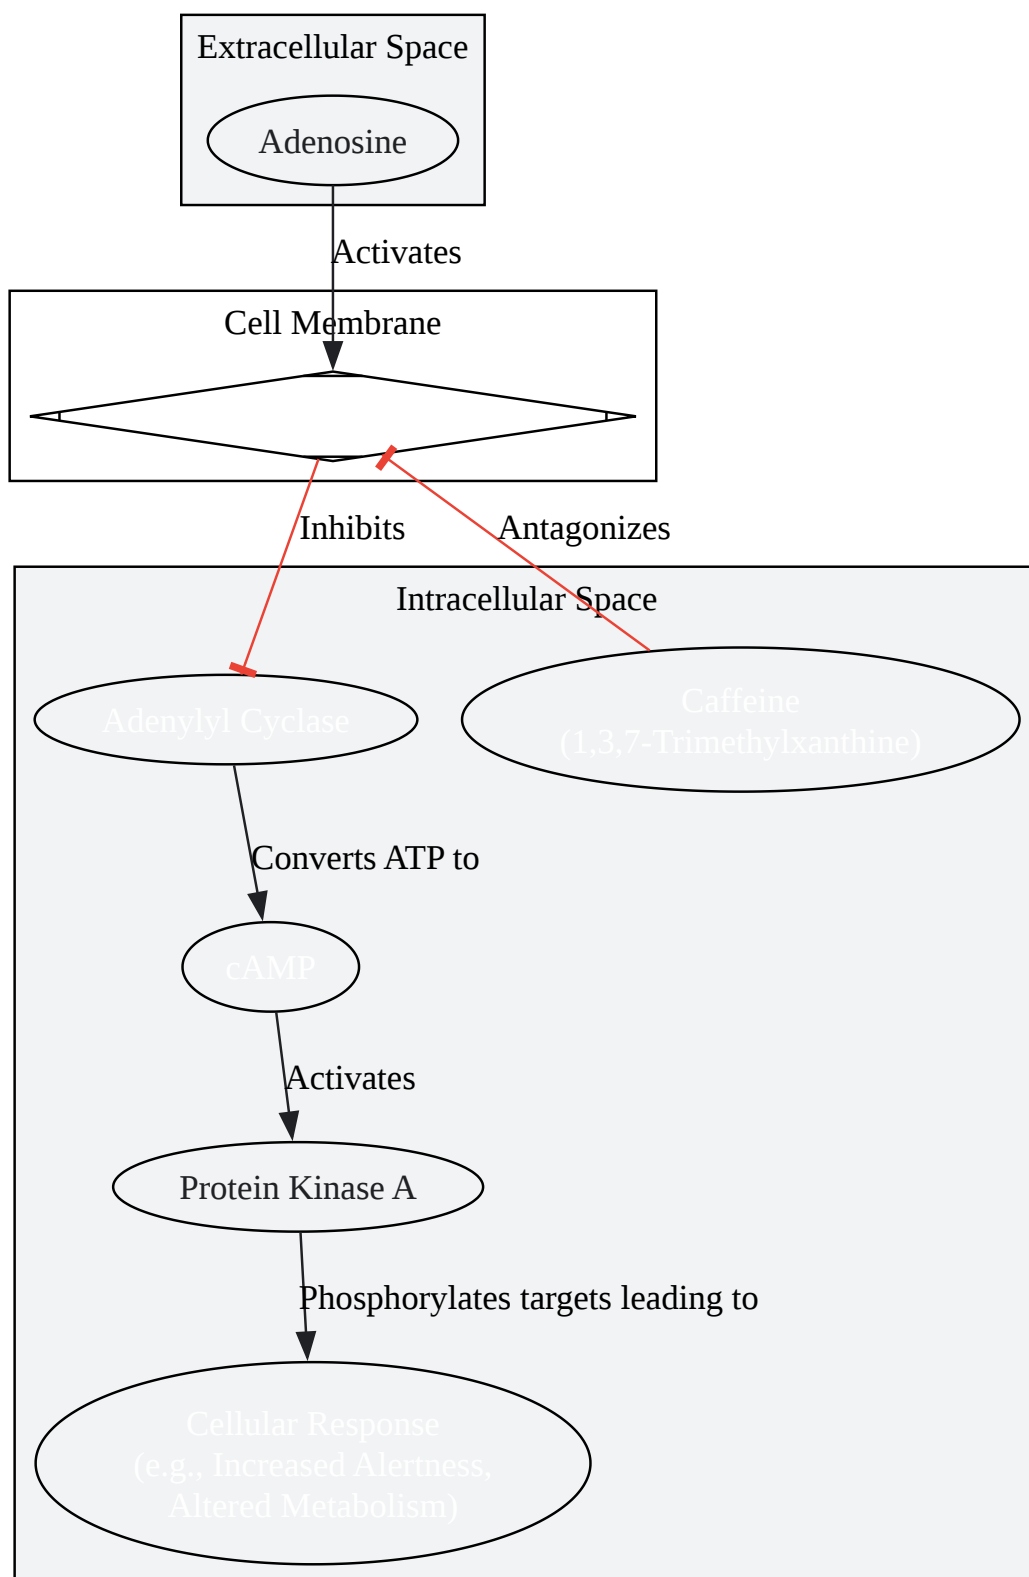 Extracellular Space
Adenosine
Activates
Cell Membrane
Inhibits
Antagonizes
Intracellular Space
Adenylyl Cyclase
Caffeine
(1,3,7-Trimethylxanthine)
Converts ATP to
cAMP
Activates
Protein Kinase A
Phosphorylates targets leading to
Cellular Response
(e.g., Increased Alertness,
Altered Metabolism)